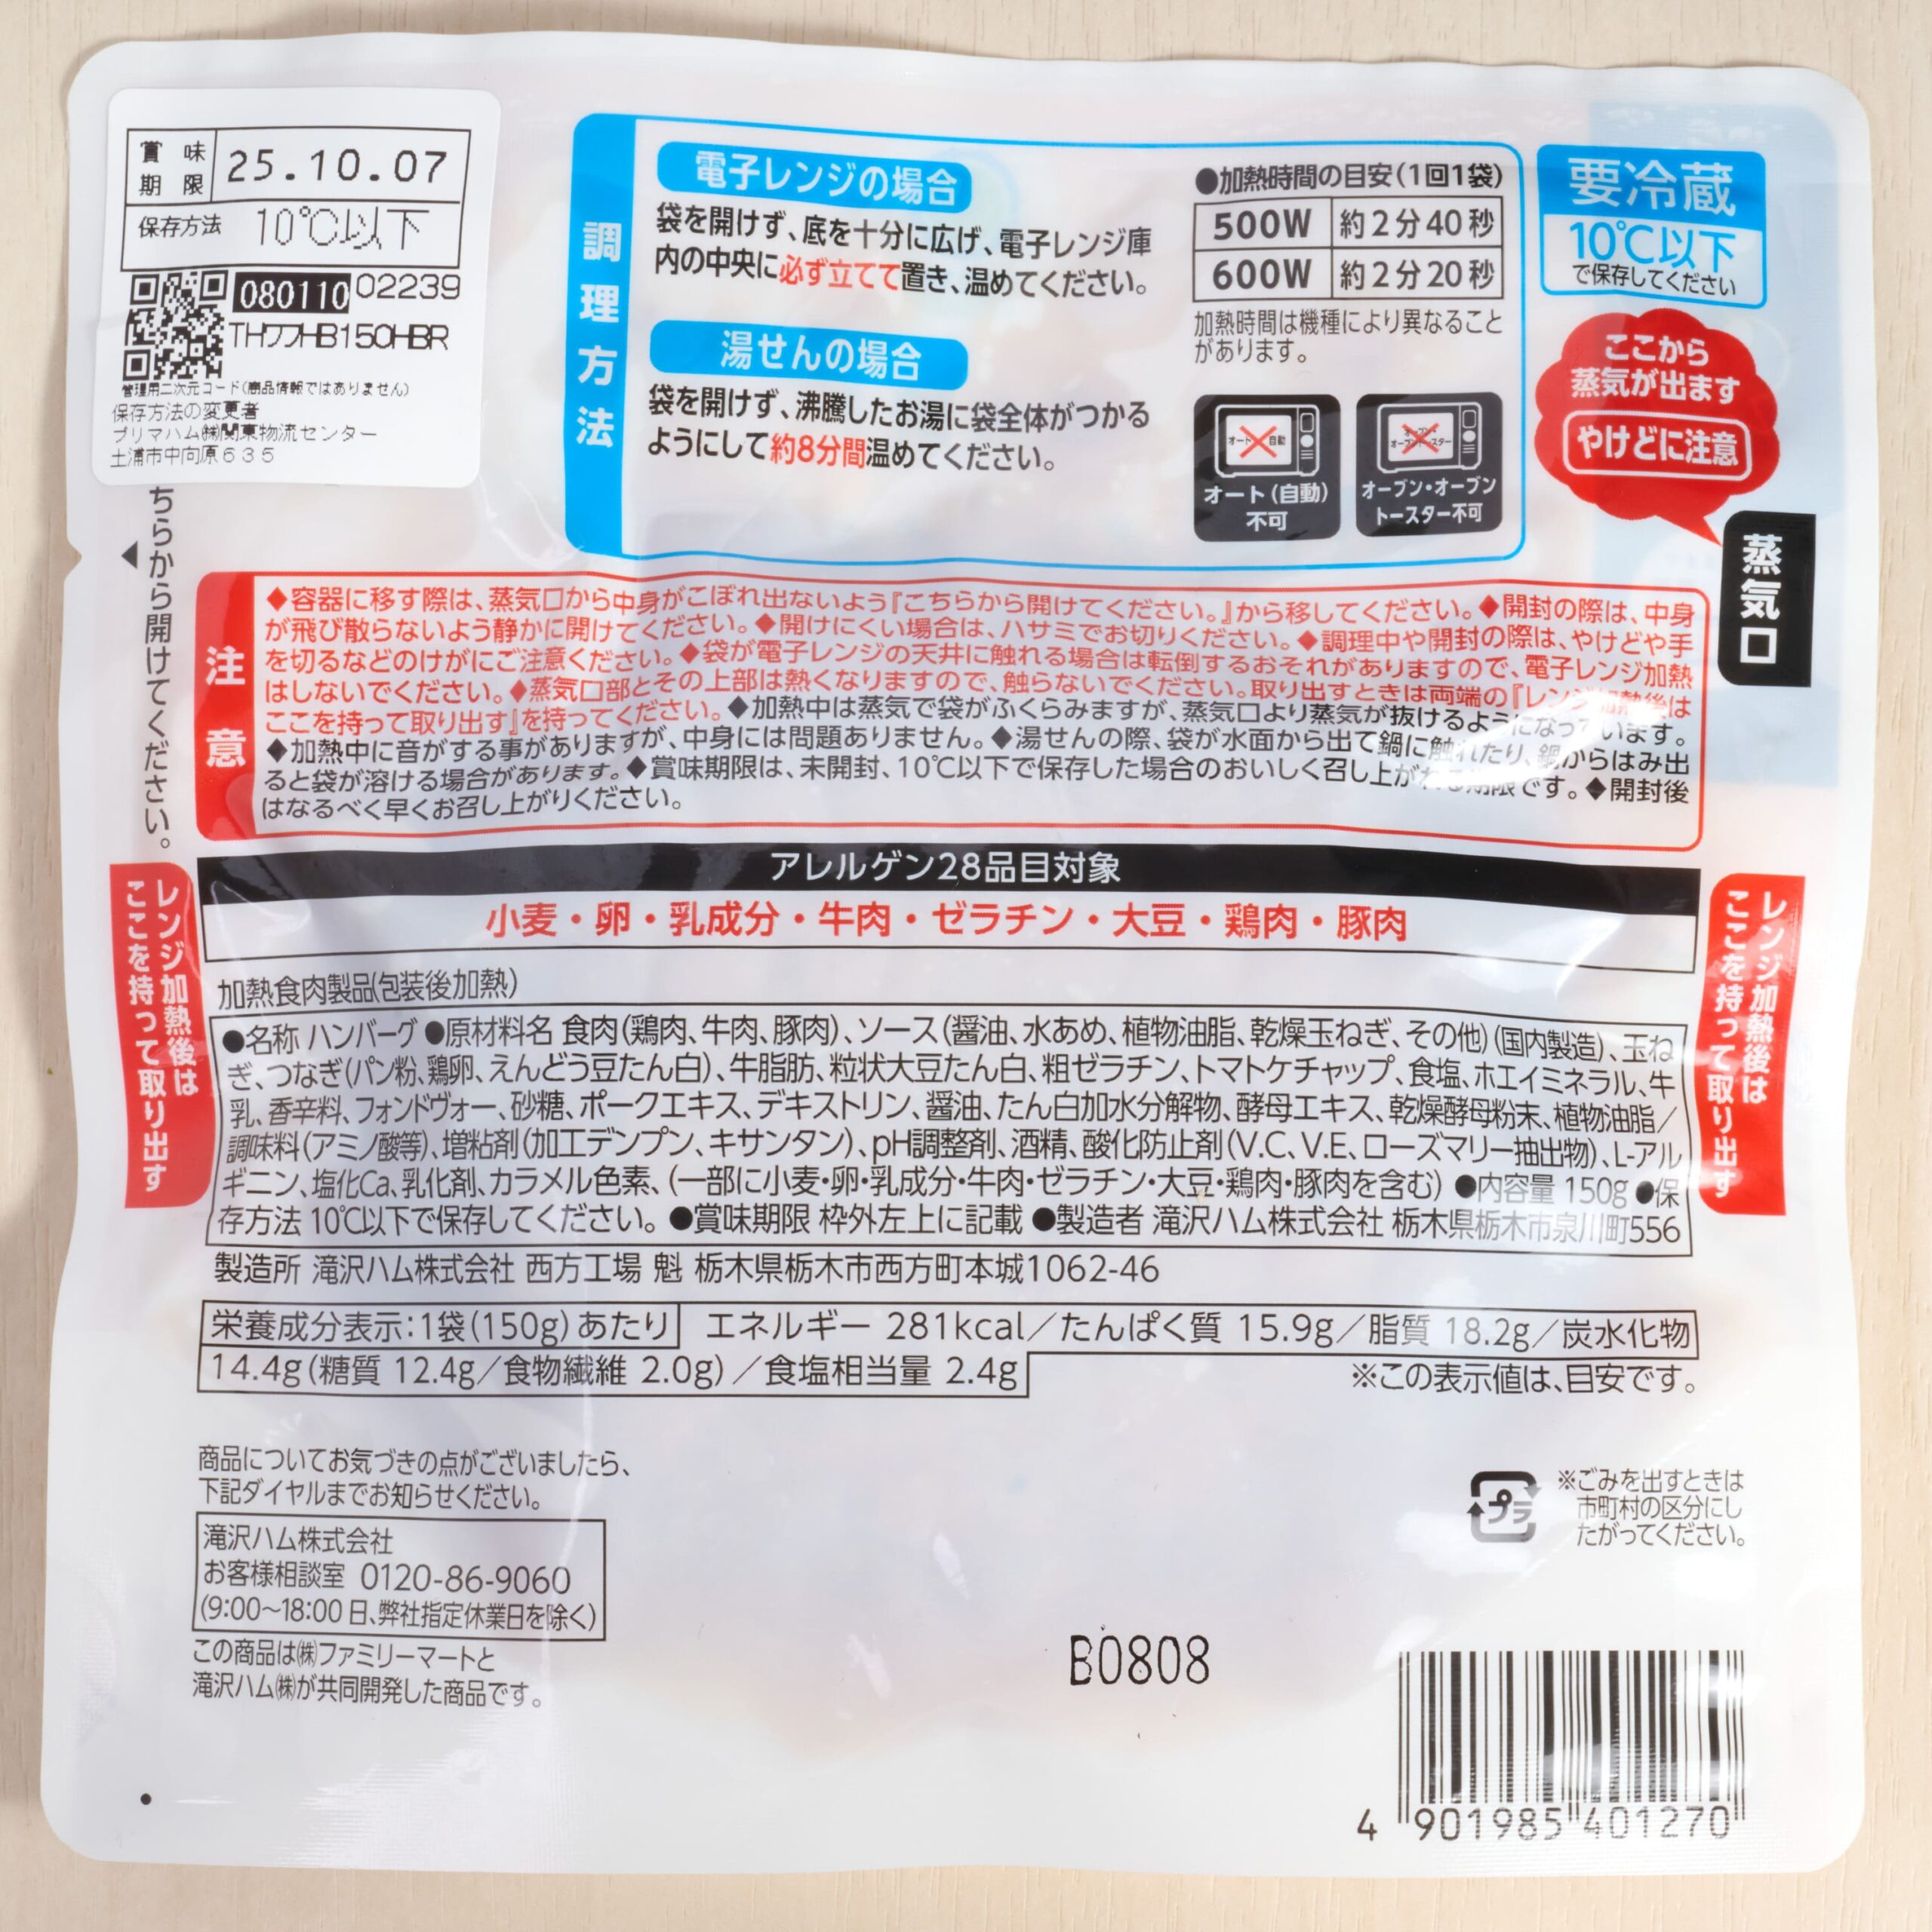 賞味期限 25.10.07
保存方法 10℃以下
080110 02239
THワフHB150HBR
管理用二次元コード(商品情報ではありません)
保存方法の変更者
プリマハム㈱関東物流センター
土浦市中向原635
調理方法
電子レンジの場合
袋を開けず、底を十分に広げ、電子レンジ庫
内の中央に必ず立てて置き、温めてください。
湯せんの場合
袋を開けず、沸騰したお湯に袋全体がつかる
ようにして約8分間温めてください。
●加熱時間の目安(1回1袋)
500W 約2分40秒
600W 約2分20秒
加熱時間は機種により異なること
があります。
オート 自動
オート(自動)
不可
オーブン・オーブン
トースター不可
要冷蔵
10℃以下
で保存してください
ここから
蒸気が出ます
やけどに注意
蒸気口
ちらから開けてください。
注意
◆容器に移す際は、蒸気口から中身がこぼれ出ないよう『こちらから開けてください。』から移してください。◆開封の際は、中身
が飛び散らないよう静かに開けてください。◆開けにくい場合は、ハサミでお切りください。◆調理中や開封の際は、やけどや手
を切るなどのけがにご注意ください。◆袋が電子レンジの天井に触れる場合は転倒するおそれがありますので、電子レンジ加熱
はしないでください。◆蒸気口部とその上部は熱くなりますので、触らないでください。取り出すときは両端の『レンジ加熱後は
ここを持って取り出す』を持ってください。◆加熱中は蒸気で袋がふくらみますが、蒸気口より蒸気が抜けるようになっています。
◆加熱中に音がする事がありますが、中身には問題ありません。◆湯せんの際、袋が水面から出て鍋に触れたり、鍋からはみ出
ると袋が溶ける場合があります。◆賞味期限は、未開封、10℃以下で保存した場合のおいしく召し上がれる期限です。◆開封後
はなるべく早くお召し上がりください。
レンジ加熱後は
ここを持って取り出す
レンジ加熱後は
ここを持って取り出す
アレルゲン28品目対象
小麦・卵・乳成分・牛肉・ゼラチン・大豆・鶏肉・豚肉
加熱食肉製品(包装後加熱)
●名称 ハンバーグ ●原材料名 食肉(鶏肉、牛肉、豚肉)、ソース(醤油、水あめ、植物油脂、乾燥玉ねぎ、その他)(国内製造)、玉ね
ぎ、つなぎ(パン粉、鶏卵、えんどう豆たん白)、牛脂肪、粒状大豆たん白、粗ゼラチン、トマトケチャップ、食塩、ホエイミネラル、牛
乳、香辛料、フォンドヴォー、砂糖、ポークエキス、デキストリン、醤油、たん白加水分解物、酵母エキス、乾燥酵母粉末、植物油脂／
調味料(アミノ酸等)、増粘剤(加工デンプン、キサンタン)、pH調整剤、酒精、酸化防止剤(V.C、V.E、ローズマリー抽出物)、L-アル
ギニン、塩化Ca、乳化剤、カラメル色素、(一部に小麦・卵・乳成分・牛肉・ゼラチン・大豆・鶏肉・豚肉を含む) ●内容量 150g ●保
存方法 10℃以下で保存してください。 ●賞味期限 枠外左上に記載 ●製造者 滝沢ハム株式会社 栃木県栃木市泉川町556
製造所 滝沢ハム株式会社 西方工場 魁 栃木県栃木市西方町本城1062-46
栄養成分表示:1袋(150g)あたり エネルギー 281kcal／たんぱく質 15.9g／脂質 18.2g／炭水化物
14.4g(糖質 12.4g／食物繊維 2.0g)／食塩相当量 2.4g
※この表示値は、目安です。
商品についてお気づきの点がございましたら、
下記ダイヤルまでお知らせください。
滝沢ハム株式会社
お客様相談室 0120-86-9060
(9:00〜18:00 日、弊社指定休業日を除く)
この商品は㈱ファミリーマートと
滝沢ハム㈱が共同開発した商品です。
プラ
※ごみを出すときは
市町村の区分にし
たがってください。
B0808
4 901985 401270